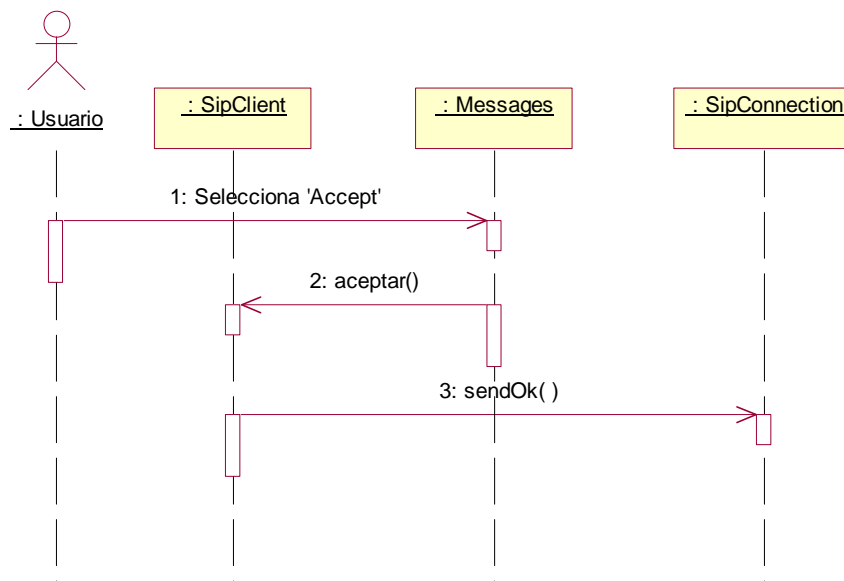 : Usuario
: SipClient
: Messages
: SipConnection
1: Selecciona 'Accept'
2: aceptar()
3: sendOk( )